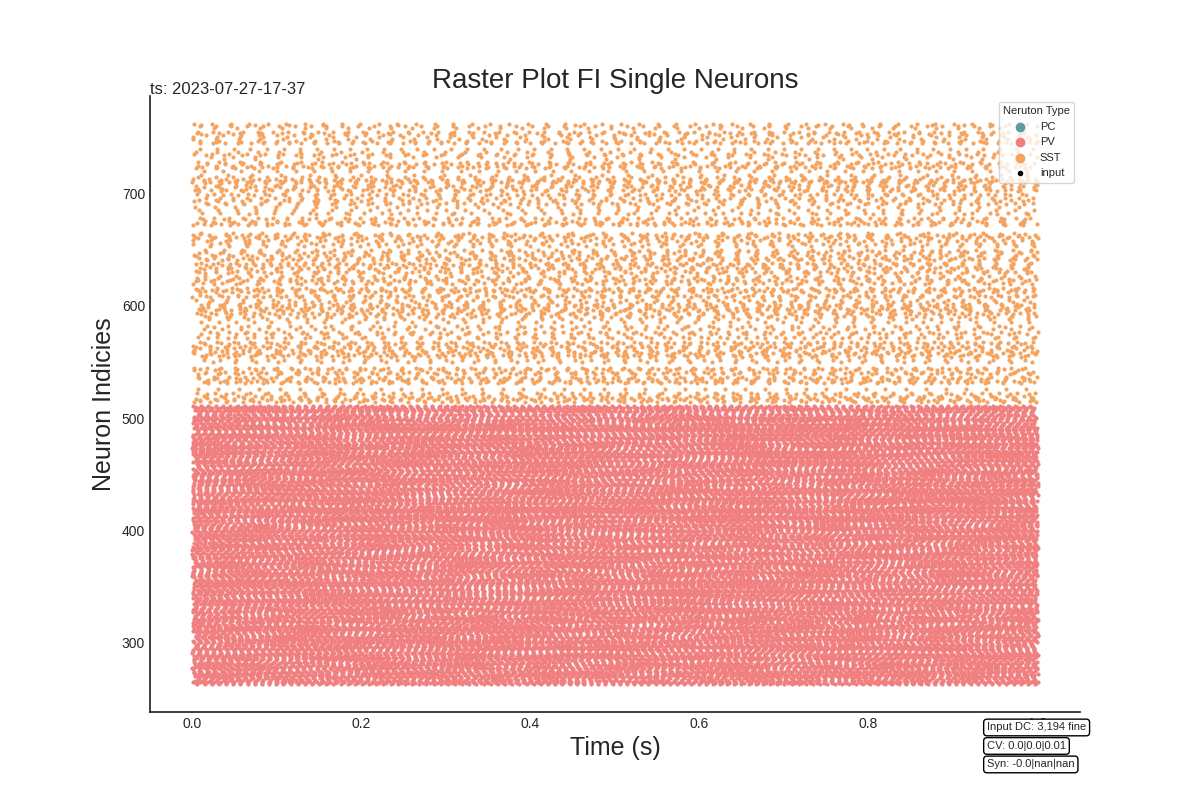 Raster Plot FI Single Neurons
ts: 2023-07-27-17-37
Neruton Type
PC
PV
SST
input
Neuron Indicies
700
600
500
400
300
0.0 0.2 0.4 0.6 0.8
Time (s)
Input DC: 3,194 fine
CV: 0.0|0.0|0.01
Syn: -0.0|nan|nan